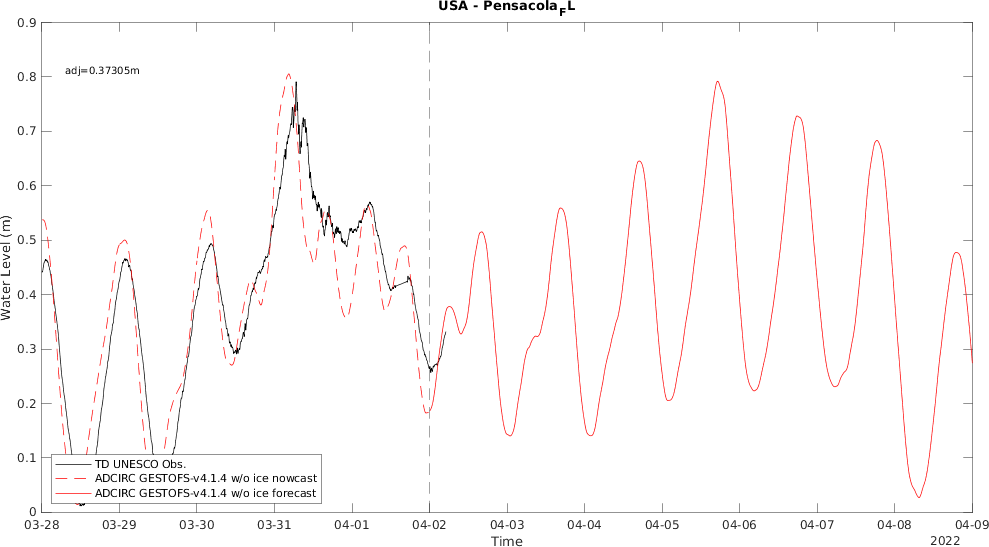 USA - Pensacola_FL
0.9
0.8
0.7
0.6
0.5
0.4
0.3
0.2
0.1
0
Water Level (m)
adj=0.37305m
TD UNESCO Obs.
ADCIRC GESTOFS-v4.1.4 w/o ice nowcast
ADCIRC GESTOFS-v4.1.4 w/o ice forecast
03-28 03-29 03-30 03-31 04-01 04-02 04-03 04-04 04-05 04-06 04-07 04-08 04-09
Time
2022